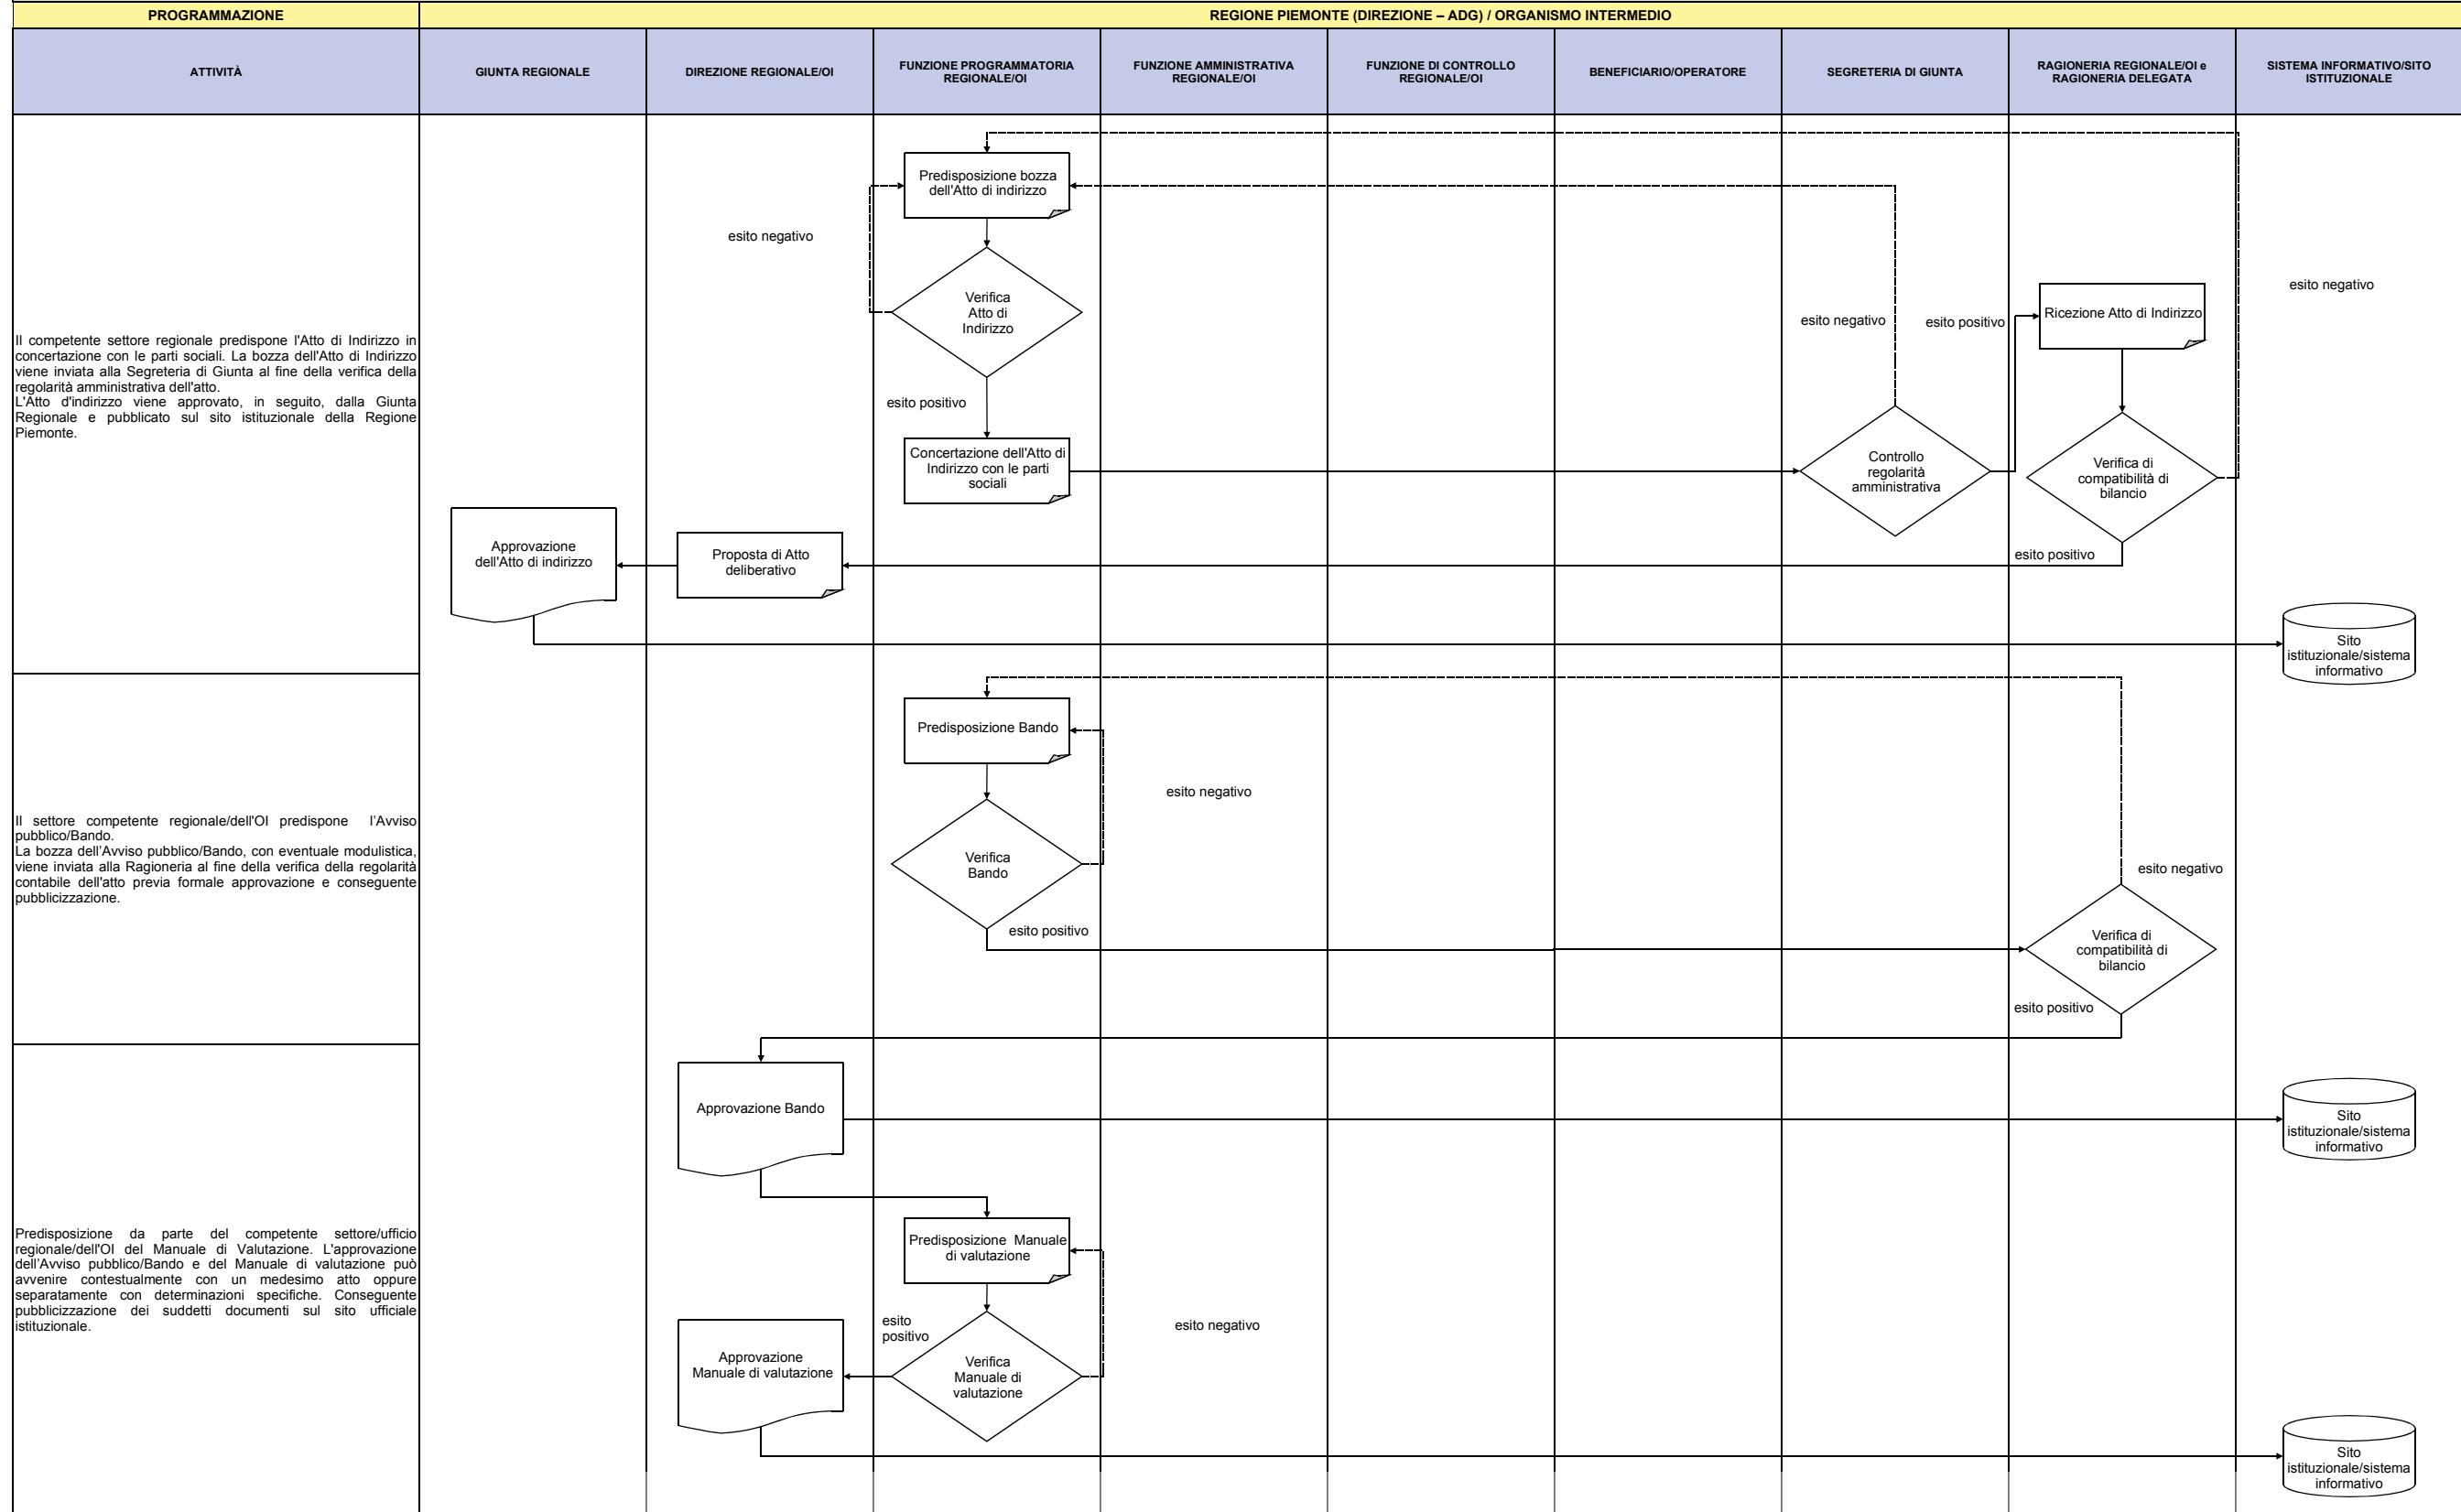 PROGRAMMAZIONE
REGIONE PIEMONTE (DIREZIONE – ADG) / ORGANISMO INTERMEDIO
ATTIVITÀ
GIUNTA REGIONALE
DIREZIONE REGIONALE/OI
FUNZIONE PROGRAMMATORIA
REGIONALE/OI
FUNZIONE AMMINISTRATIVA
REGIONALE/OI
FUNZIONE DI CONTROLLO
REGIONALE/OI
BENEFICIARIO/OPERATORE
SEGRETERIA DI GIUNTA
RAGIONERIA REGIONALE/OI e
RAGIONERIA DELEGATA
SISTEMA INFORMATIVO/SITO
ISTITUZIONALE
Il competente settore regionale predispone l'Atto di Indirizzo in
concertazione con le parti sociali. La bozza dell'Atto di Indirizzo
viene inviata alla Segreteria di Giunta al fine della verifica della
regolarità amministrativa dell'atto.
L'Atto d'indirizzo viene approvato, in seguito, dalla Giunta
Regionale e pubblicato sul sito istituzionale della Regione
Piemonte.
Predisposizione bozza
dell'Atto di indirizzo
esito negativo
Verifica
Atto di
Indirizzo
esito negativo
esito positivo
Ricezione Atto di Indirizzo
esito negativo
esito positivo
Concertazione dell'Atto di
Indirizzo con le parti
sociali
Controllo
regolarità
amministrativa
Verifica di
compatibilità di
bilancio
Approvazione
dell'Atto di indirizzo
Proposta di Atto
deliberativo
esito positivo
Sito
istituzionale/sistema
informativo
Il settore competente regionale/dell'OI predispone l'Avviso
pubblico/Bando.
La bozza dell'Avviso pubblico/Bando, con eventuale modulistica,
viene inviata alla Ragioneria al fine della verifica della regolarità
contabile dell'atto previa formale approvazione e conseguente
pubblicizzazione.
Predisposizione Bando
esito negativo
Verifica
Bando
esito negativo
esito positivo
Verifica di
compatibilità di
bilancio
esito positivo
Predisposizione da parte del competente settore/ufficio
regionale/dell'OI del Manuale di Valutazione. L'approvazione
dell'Avviso pubblico/Bando e del Manuale di valutazione può
avvenire contestualmente con un medesimo atto oppure
separatamente con determinazioni specifiche. Conseguente
pubblicizzazione dei suddetti documenti sul sito ufficiale
istituzionale.
Approvazione Bando
Sito
istituzionale/sistema
informativo
Predisposizione Manuale
di valutazione
esito
positivo
esito negativo
Approvazione
Manuale di valutazione
Verifica
Manuale di
valutazione
Sito
istituzionale/sistema
informativo